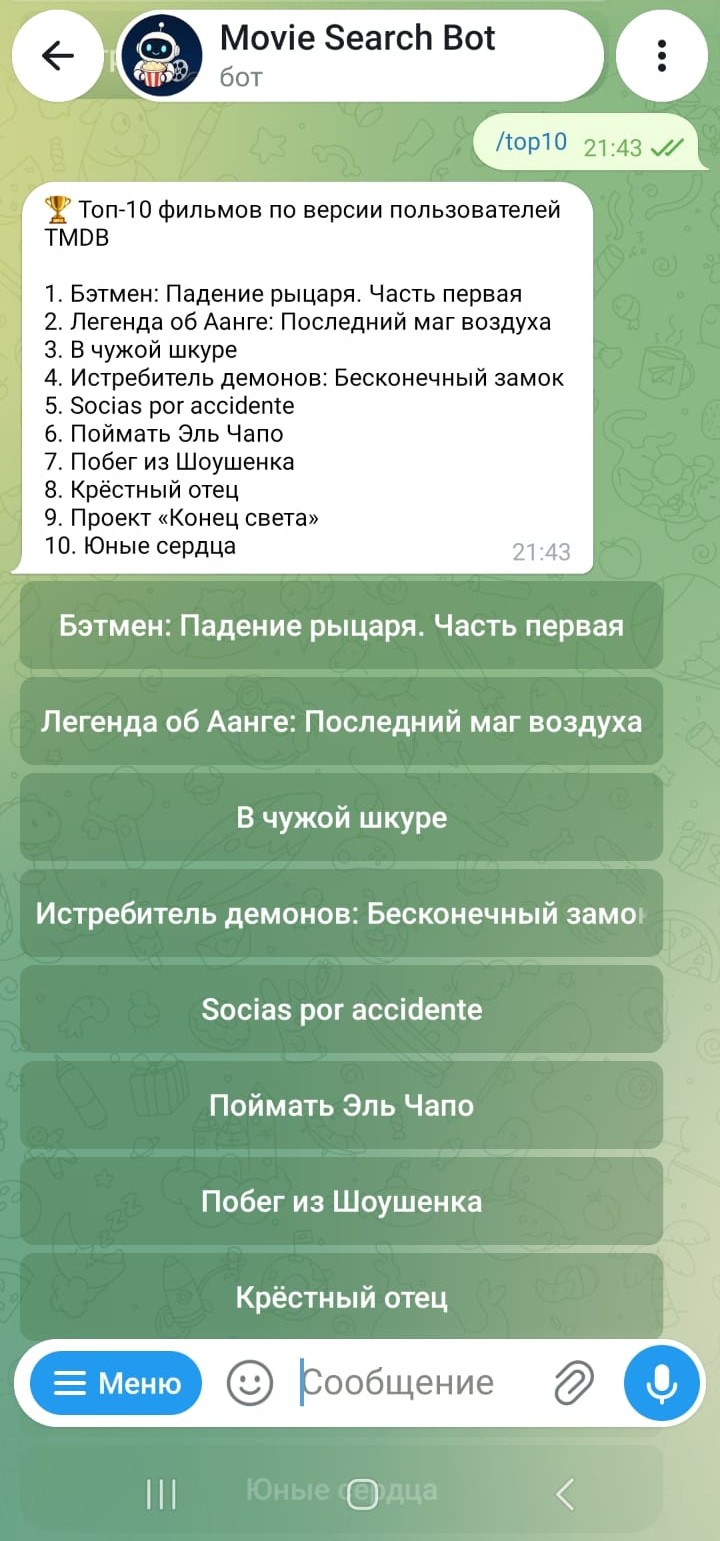 Movie Search Bot
бот
/top10 21:43
🏆 Топ-10 фильмов по версии пользователей
TMDB
1. Бэтмен: Падение рыцаря. Часть первая
2. Легенда об Аанге: Последний маг воздуха
3. В чужой шкуре
4. Истребитель демонов: Бесконечный замок
5. Socias por accidente
6. Поймать Эль Чапо
7. Побег из Шоушенка
8. Крёстный отец
9. Проект «Конец света»
10. Юные сердца
21:43
Бэтмен: Падение рыцаря. Часть первая
Легенда об Аанге: Последний маг воздуха
В чужой шкуре
Истребитель демонов: Бесконечный замо
Socias por accidente
Поймать Эль Чапо
Побег из Шоушенка
Крёстный отец
Меню
Сообщение
Юные сердца